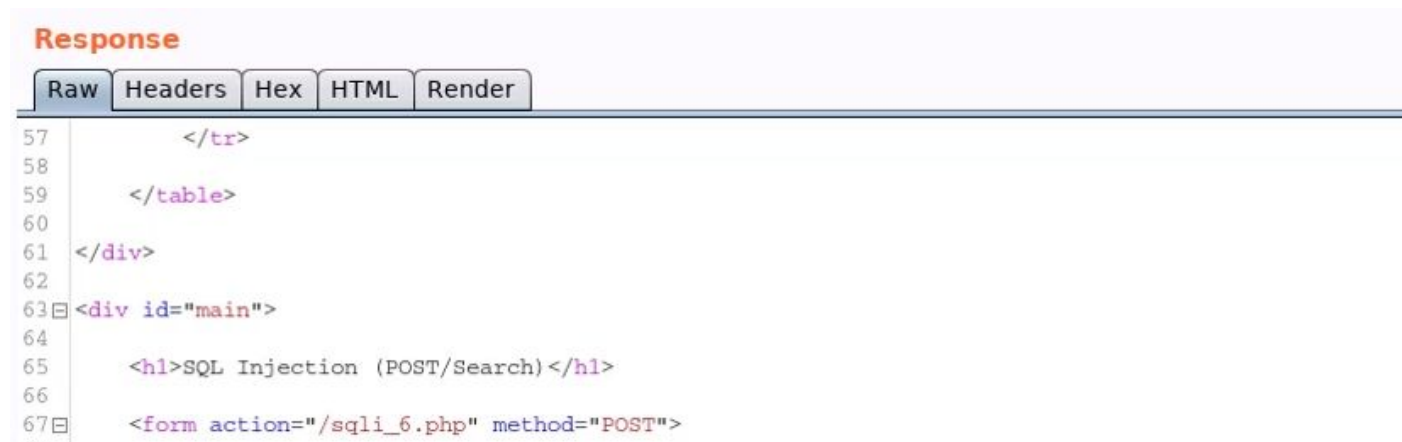 Response
Raw Headers Hex HTML Render
57 </tr>
58
59 </table>
60
61 </div>
62
63 <div id="main">
64
65 <h1>SQL Injection (POST/Search)</h1>
66
67 <form action="/sqli_6.php" method="POST">